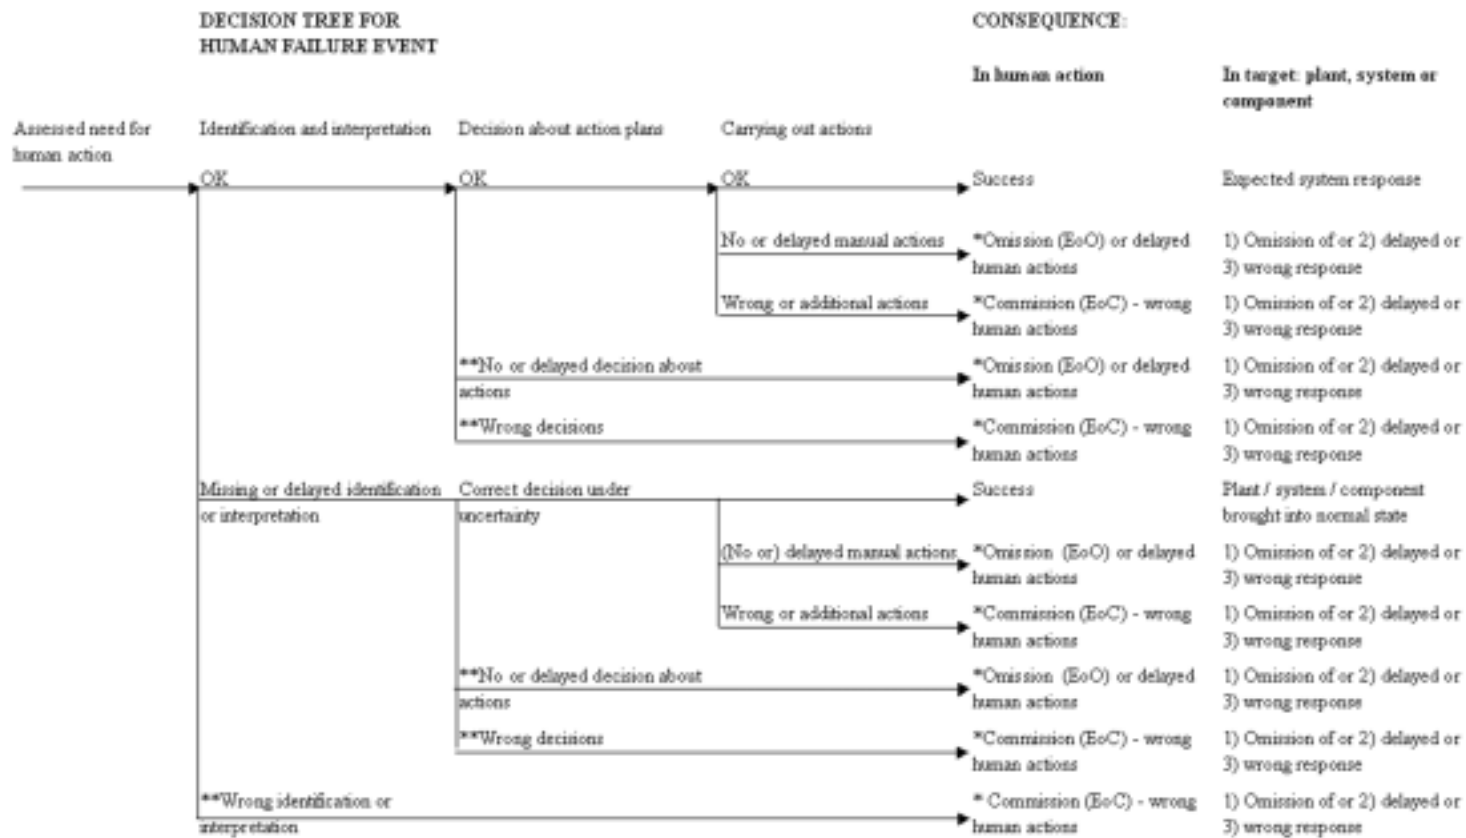 DECISION TREE FOR
HUMAN FAILURE EVENT
CONSEQUENCE:
In human action
In target: plant, system or
component
Assessed need for
human action
Identification and interpretation
Decision about action plans
Carrying out actions
OK
OK
OK
Success
Expected system response
No or delayed manual actions
*Omission (EoO) or delayed
human actions
1) Omission of or 2) delayed or
3) wrong response
Wrong or additional actions
*Commission (EoC) - wrong
human actions
1) Omission of or 2) delayed or
3) wrong response
**No or delayed decision about
actions
*Omission (EoO) or delayed
human actions
1) Omission of or 2) delayed or
3) wrong response
**Wrong decisions
*Commission (EoC) - wrong
human actions
1) Omission of or 2) delayed or
3) wrong response
Missing or delayed identification
or interpretation
Correct decision under
uncertainty
Success
Plant / system / component
brought into normal state
(No or) delayed manual actions
*Omission (EoO) or delayed
human actions
1) Omission of or 2) delayed or
3) wrong response
Wrong or additional actions
*Commission (EoC) - wrong
human actions
1) Omission of or 2) delayed or
3) wrong response
**No or delayed decision about
actions
*Omission (EoO) or delayed
human actions
1) Omission of or 2) delayed or
3) wrong response
**Wrong decisions
*Commission (EoC) - wrong
human actions
1) Omission of or 2) delayed or
3) wrong response
**Wrong identification or
interpretation
* Commission (EoC) - wrong
human actions
1) Omission of or 2) delayed or
3) wrong response